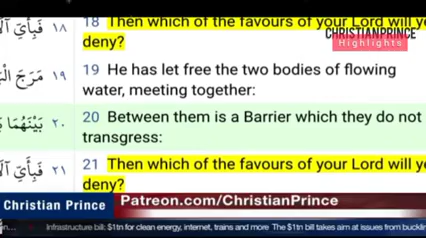 فَبِأَيِّ ١٨ 18 Then which of the favours of your Lord will
deny?
CHRISTIANPRINCE
Highlights
١٩ 19 He has let free the two bodies of flowing
water, meeting together:
بَيْنَهُمَا ٢٠ 20 Between them is a Barrier which they do not
transgress:
فَبِأَيِّ ٢١ 21 Then which of the favours of your Lord will
deny?
Christian Prince Patreon.com/ChristianPrince
Infrastructure bill: $1tn for clean energy, internet, trains and more The $1tn bill takes aim at issues from